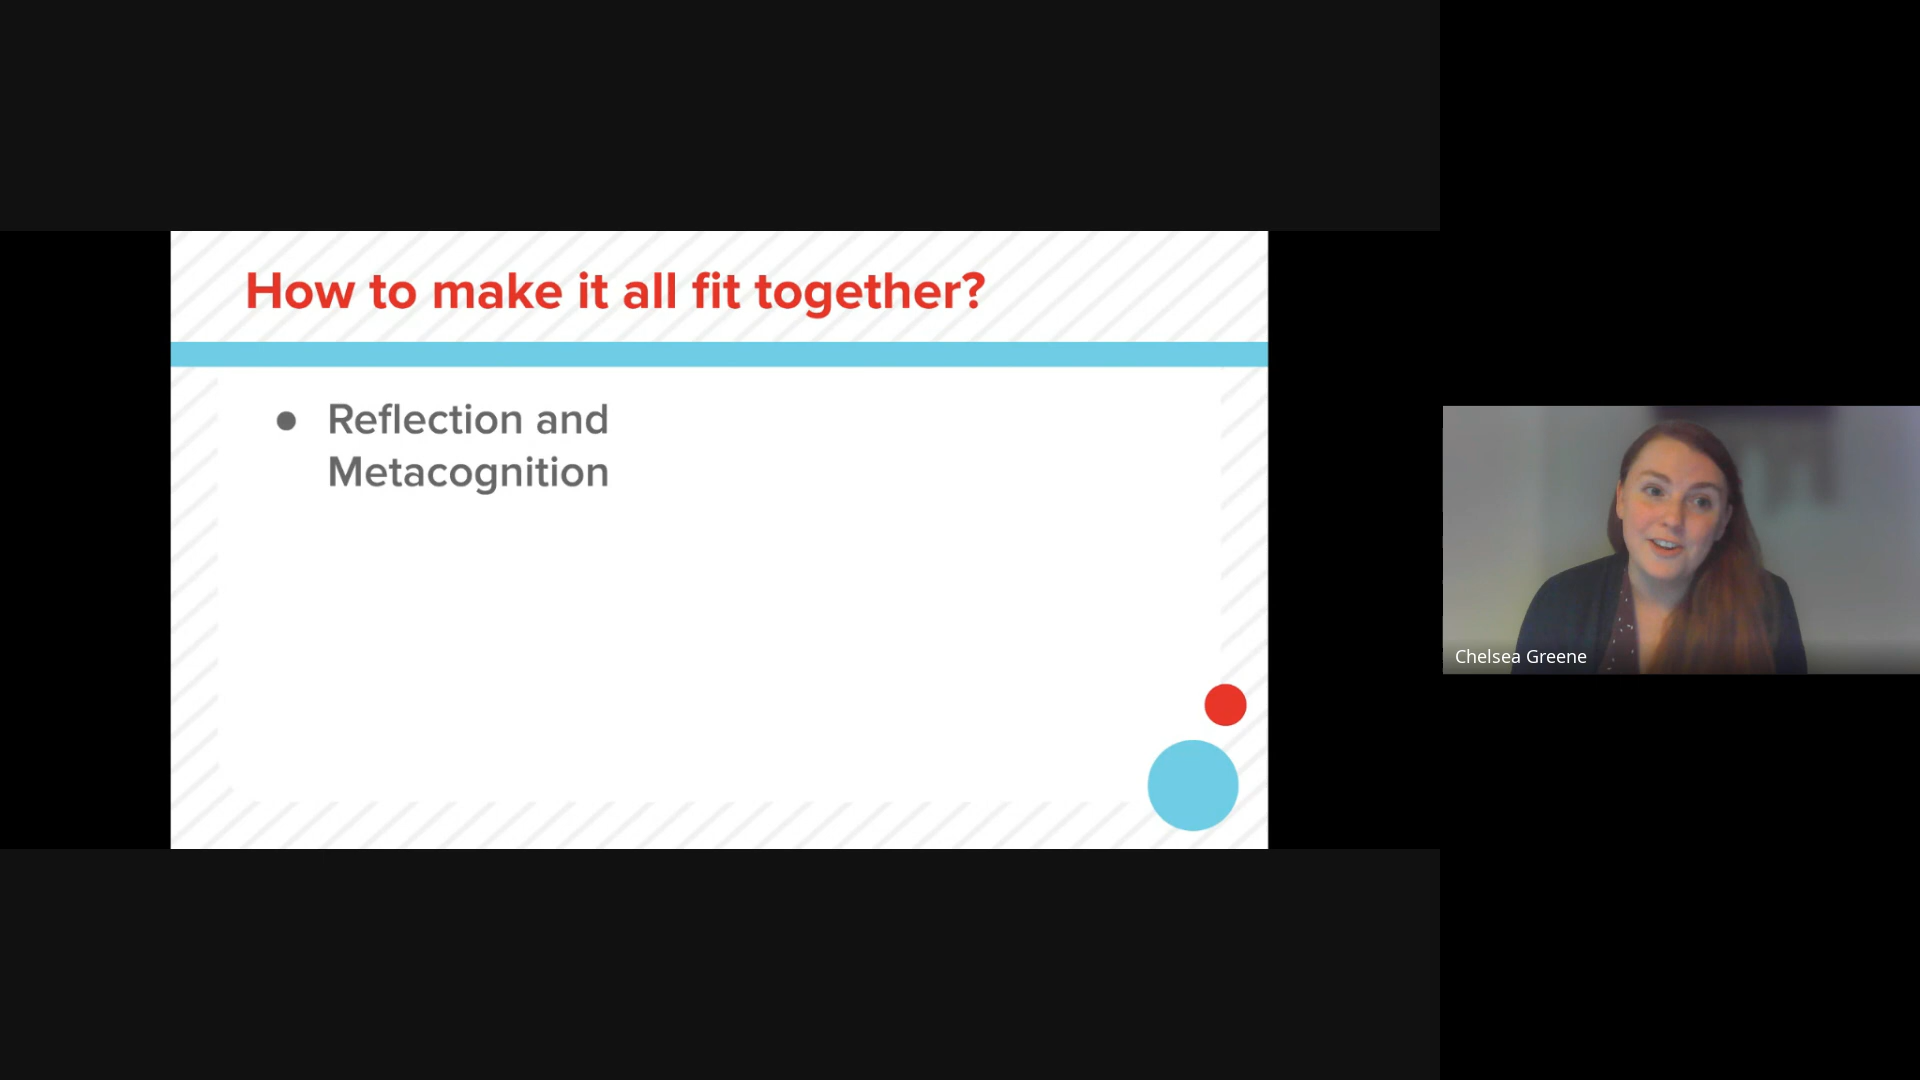 How to make it all fit together?
● Reflection and
Metacognition
Chelsea Greene